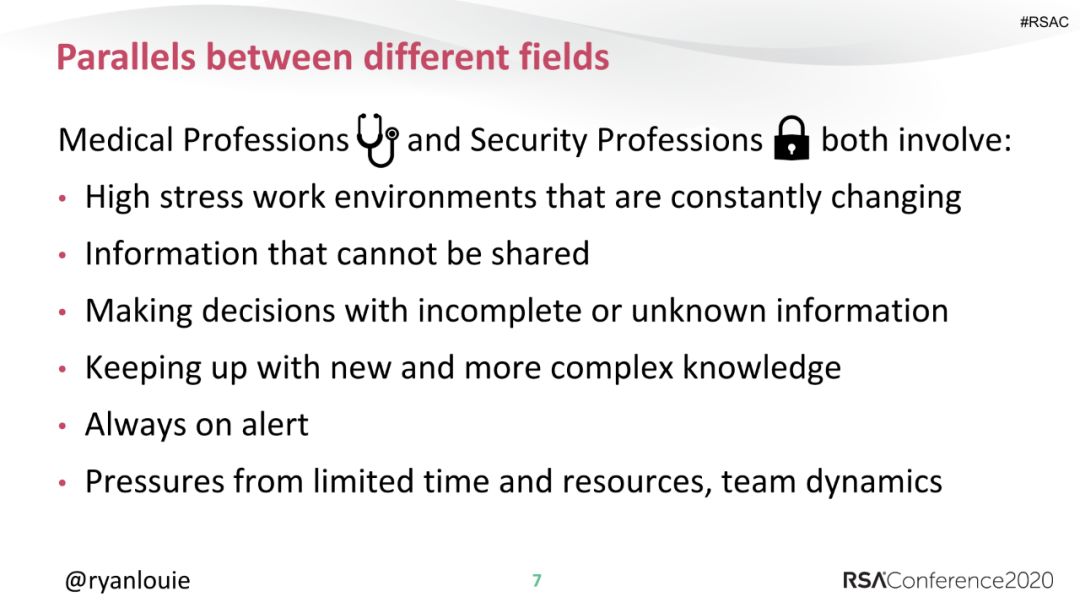 #RSAC
Parallels between different fields
Medical Professions and Security Professions both involve:
• High stress work environments that are constantly changing
• Information that cannot be shared
• Making decisions with incomplete or unknown information
• Keeping up with new and more complex knowledge
• Always on alert
• Pressures from limited time and resources, team dynamics
@ryanlouie
7
RSAConference2020